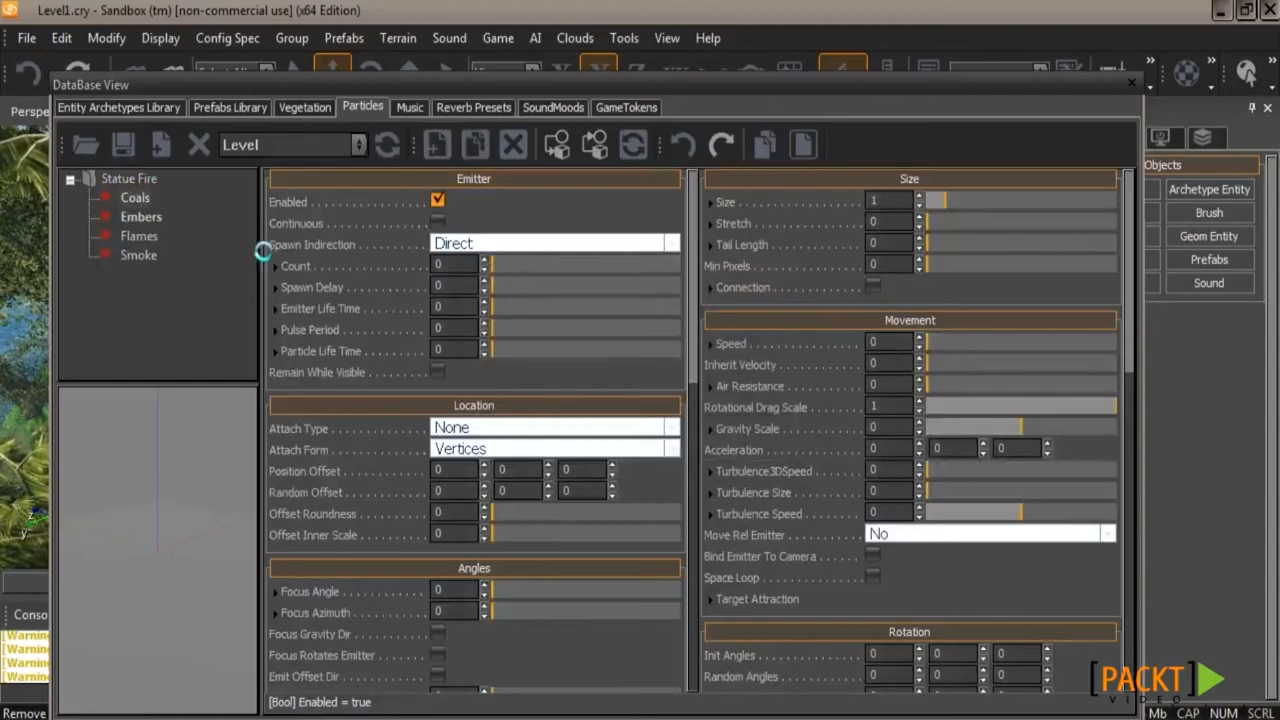 Level1.cry - Sandbox (tm) [non-commercial use] (x64 Edition)
File Edit Modify Display Config Spec Group Prefabs Terrain Sound Game AI Clouds Tools View Help
DataBase View
Entity Archetypes Library Prefabs Library Vegetation Particles Music Reverb Presets SoundMoods GameTokens
Level
Statue Fire
Coals
Embers
Flames
Smoke
Emitter
Enabled
Continuous
Spawn Indirection Direct
Count 0
Spawn Delay 0
Emitter Life Time 0
Pulse Period 0
Particle Life Time 0
Remain While Visible
Location
Attach Type None
Attach Form Vertices
Position Offset 0 0 0
Random Offset 0 0 0
Offset Roundness 0
Offset Inner Scale 0
Angles
Focus Angle 0
Focus Azimuth 0
Focus Gravity Dir
Focus Rotates Emitter
Emit Offset Dir
[Bool] Enabled = true
Size
Size 1
Stretch 0
Tail Length 0
Min Pixels 0
Connection
Movement
Speed 0
Inherit Velocity 0
Air Resistance 0
Rotational Drag Scale 1
Gravity Scale 0
Acceleration 0 0 0
Turbulence3DSpeed 0
Turbulence Size 0
Turbulence Speed 0
Move Rel Emitter No
Bind Emitter To Camera
Space Loop
Target Attraction
Rotation
Init Angles 0 0 0
Random Angles 0 0 0
Objects
Archetype Entity
Brush
Geom Entity
Prefabs
Sound
Perspe
z
y
Conso
[Warning
[Warning
[Warning
[Warning
Remove
[PACKT]
VIDEO
Mb CAP NUM SCRL